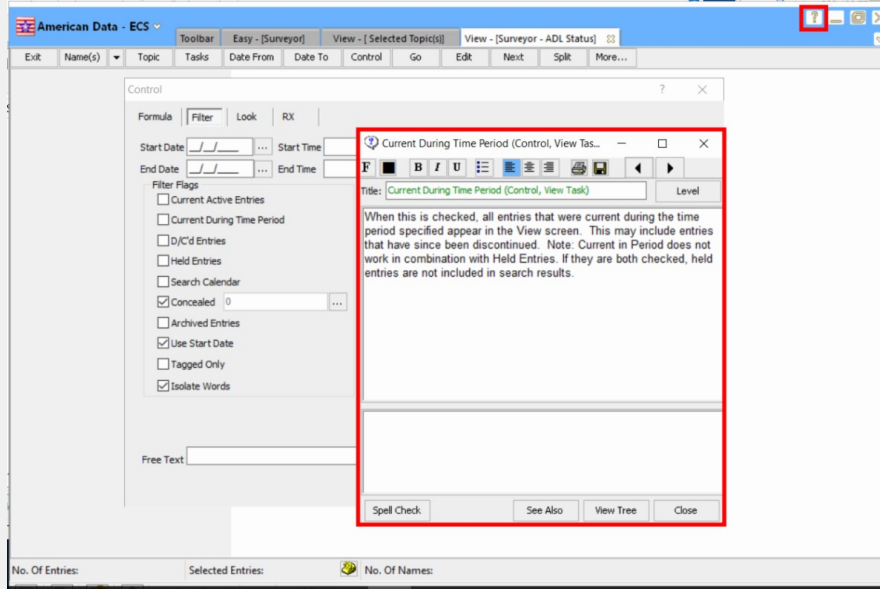 American Data - ECS
Toolbar Easy - [Surveyor] View - [ Selected Topic(s)] View - [Surveyor - ADL Status]
Exit Name(s) Topic Tasks Date From Date To Control Go Edit Next Split More...
Control
Formula Filter Look RX
Start Date _/_/___ ... Start Time
End Date _/_/___ ... End Time
Filter Flags
Current Active Entries
Current During Time Period
D/C'd Entries
Held Entries
Search Calendar
Concealed 0 ...
Archived Entries
Use Start Date
Tagged Only
Isolate Words
Free Text
Current During Time Period (Control, View Tas...
F B I U
Title: Current During Time Period (Control, View Task) Level
When this is checked, all entries that were current during the time
period specified appear in the View screen. This may include entries
that have since been discontinued. Note: Current in Period does not
work in combination with Held Entries. If they are both checked, held
entries are not included in search results.
Spell Check See Also View Tree Close
No. Of Entries: Selected Entries: No. Of Names: